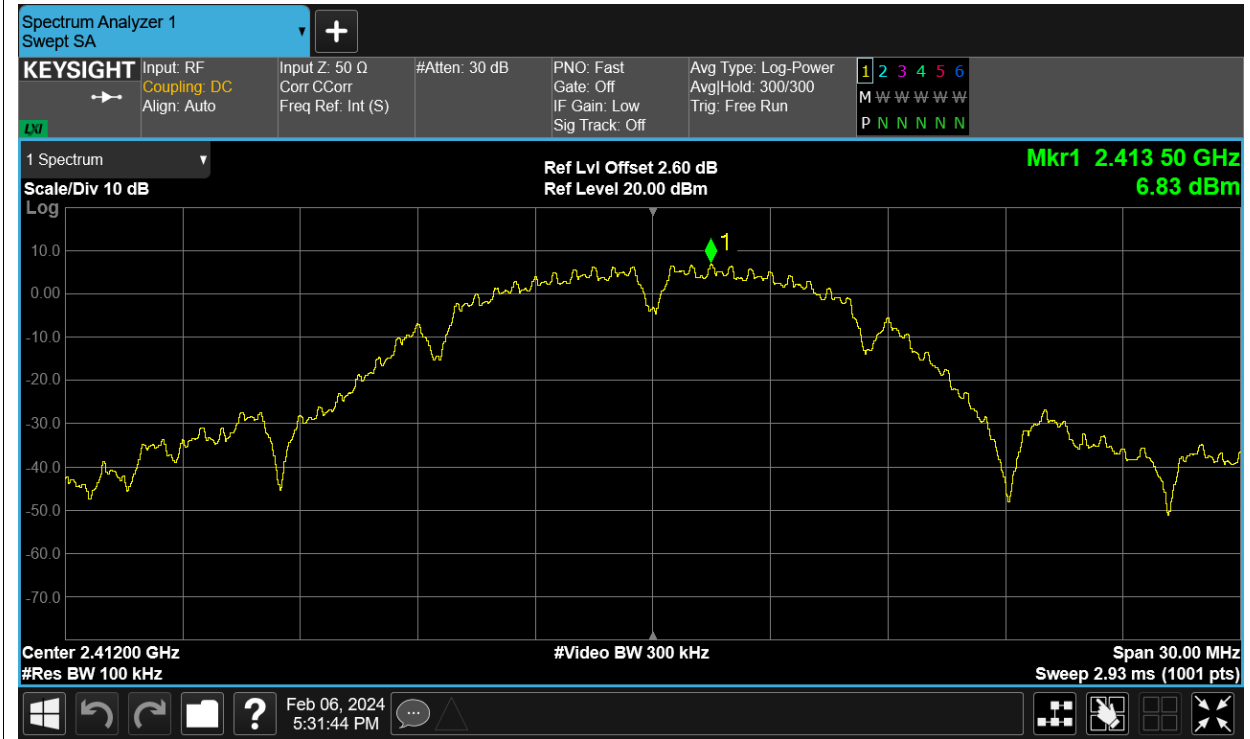 Spectrum Analyzer 1
Swept SA
KEYSIGHT
LXI
Input: RF
Coupling: DC
Align: Auto
Input Z: 50 Ω
Corr CCorr
Freq Ref: Int (S)
#Atten: 30 dB
PNO: Fast
Gate: Off
IF Gain: Low
Sig Track: Off
Avg Type: Log-Power
Avg|Hold: 300/300
Trig: Free Run
1 2 3 4 5 6
M W W W W W
P N N N N N
1 Spectrum
Scale/Div 10 dB
Log
Ref Lvl Offset 2.60 dB
Ref Level 20.00 dBm
Mkr1 2.413 50 GHz
6.83 dBm
1
10.0
0.00
-10.0
-20.0
-30.0
-40.0
-50.0
-60.0
-70.0
Center 2.41200 GHz
#Res BW 100 kHz
#Video BW 300 kHz
Span 30.00 MHz
Sweep 2.93 ms (1001 pts)
?
Feb 06, 2024
5:31:44 PM